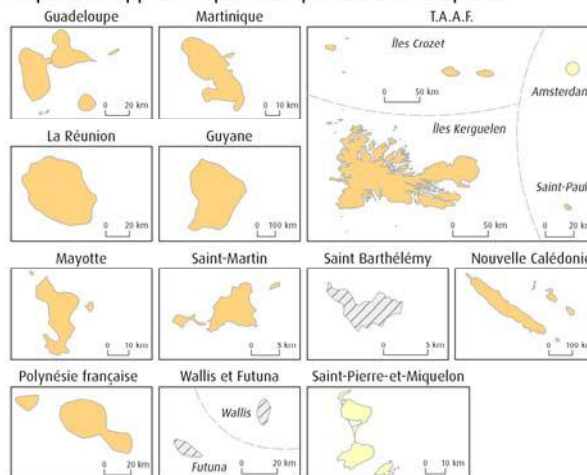 Guadeloupe
0 20 km
Martinique
0 10 km
T.A.A.F.
Îles Crozet
0 50 km
Amsterdam
Îles Kerguelen
0 50 km
Saint-Paul
0 20 km
La Réunion
0 20 km
Guyane
0 100 km
Mayotte
0 10 km
Saint-Martin
0 5 km
Saint Barthélémy
0 5 km
Nouvelle Calédonie
0 100 km
Polynésie française
0 20 km
Wallis et Futuna
Wallis
Futuna
0 20 km
Saint-Pierre-et-Miquelon
0 10 km